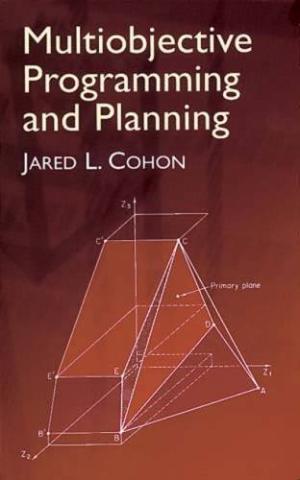 Multiobjective
Programming
and Planning
JARED L. COHON
Z3
C'
C
Primary plane
D
E'
E
Z1
A
B'
B
Z2